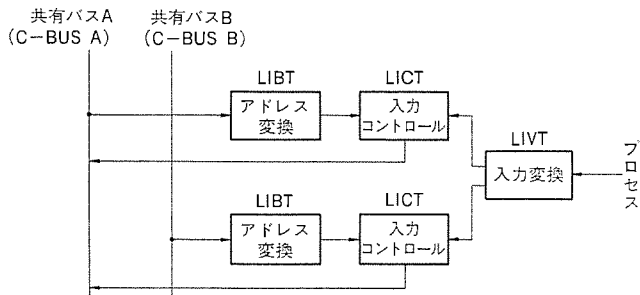 共有バスA
(C-BUS A)
共有バスB
(C-BUS B)
LIBT
アドレス
変換
LICT
入力
コントロール
LIVT
入力変換
プロセス
LIBT
アドレス
変換
LICT
入力
コントロール